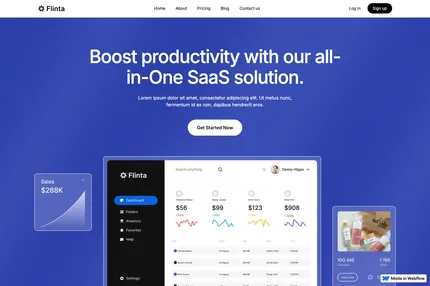 Flinta
Home
About
Pricing
Blog
Contact us
Log in
Sign up
Boost productivity with our all-
in-One SaaS solution.
Lorem ipsum dolor sit amet, consectetur adipiscing elit. Ut metus nunc,
fermentum id ex non, dapibus hendrerit eros.
Get Started Now
Sales
$288K
Flinta
Search anything...
Danny Higgs
Dashboard
Folders
Analytics
Favorites
Help
Settings
$56
$99
$123
$908
100 345
1 765
Made in Webflow